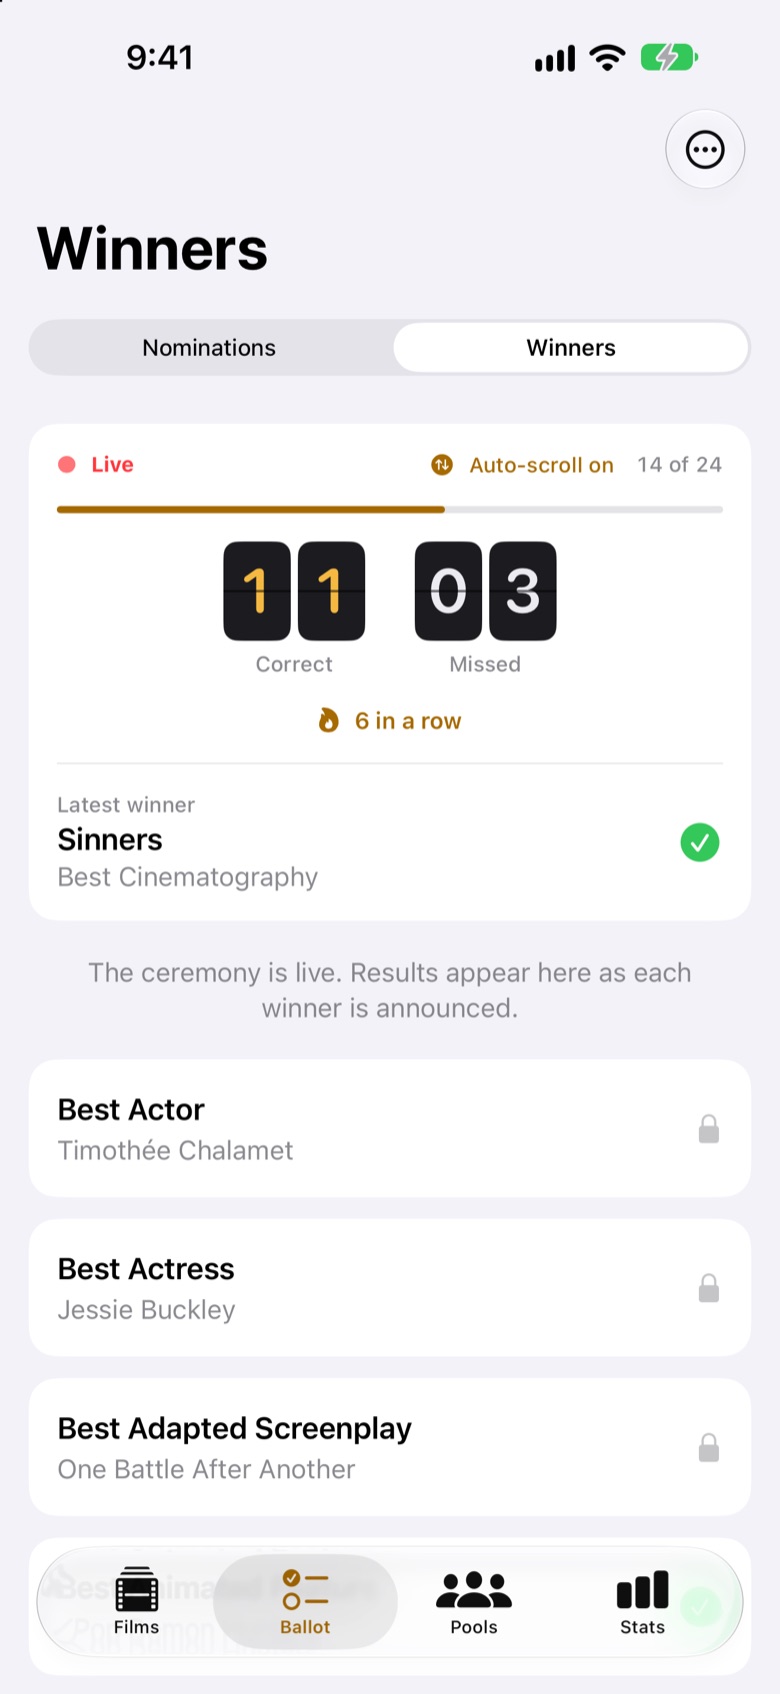 9:41
Winners
Nominations
Winners
Live
Auto-scroll on
14 of 24
11
03
Correct
Missed
6 in a row
Latest winner
Sinners
Best Cinematography
The ceremony is live. Results appear here as each
winner is announced.
Best Actor
Timothée Chalamet
Best Actress
Jessie Buckley
Best Adapted Screenplay
One Battle After Another
Films
Ballot
Pools
Stats